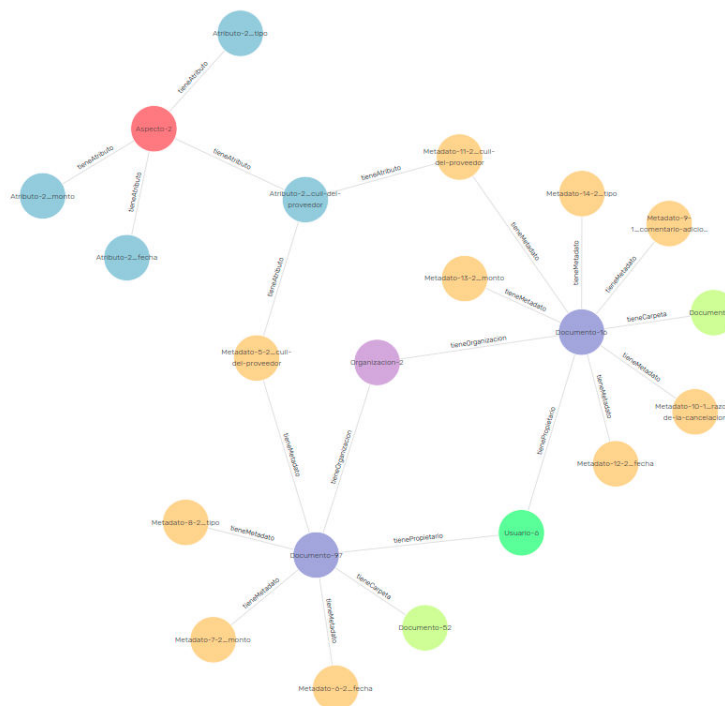 Atributo-2_tipo
tieneAtributo
Aspecto-2
tieneAtributo
tieneAtributo
tieneAtributo
Atributo-2_monto
Atributo-2_fecha
Atributo-2_cuil-del-
proveedor
tieneAtributo
Metadato-11-2_cuil-
del-proveedor
Metadato-14-2_tipo
Metadato-9-
1_comentario-adicio...
tieneMetadato
tieneMetadato
tieneMetadato
Metadato-13-2_monto
tieneMetadato
tieneAtributo
Documento-16
tieneCarpeta
Document
tieneOrganizacion
Metadato-5-2_cuil-
del-proveedor
Organizacion-2
tieneMetadato
Metadato-10-1_razo
de-la-cancelacion
tieneMetadato
Metadato-12-2_fecha
tienePropietario
tieneMetadato
tieneOrganizacion
Metadato-8-2_tipo
tieneMetadato
Documento-97
tienePropietario
Usuario-6
tieneMetadato
tieneCarpeta
tieneMetadato
Metadato-7-2_monto
Documento-52
Metadato-6-2_fecha